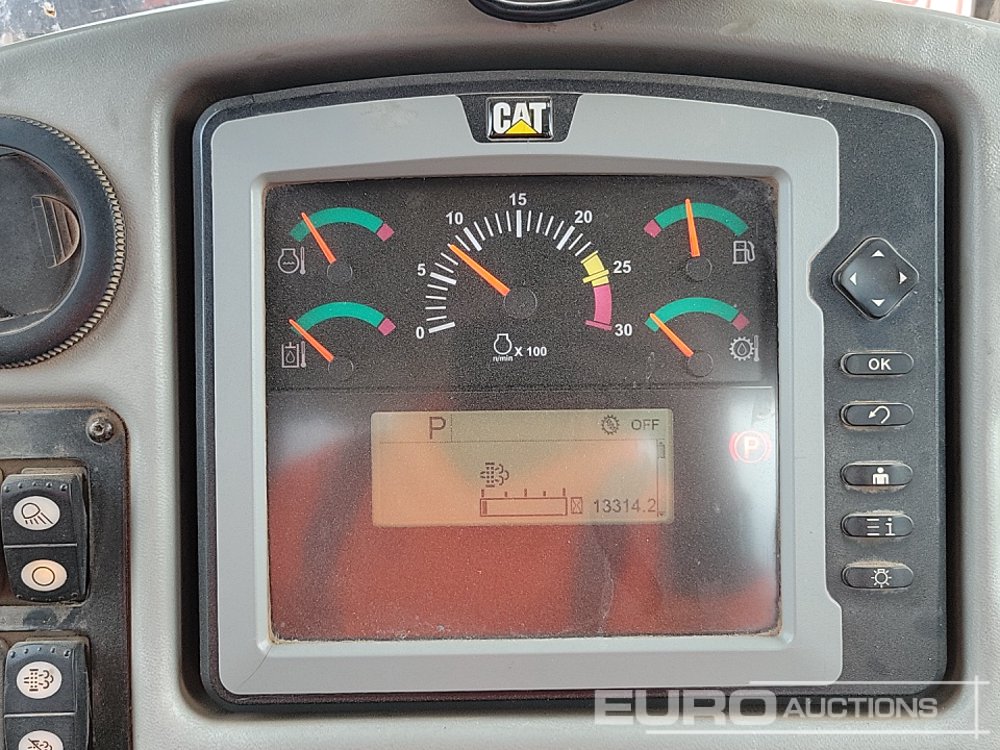 CAT
15
10
20
5
25
0
30
n/min X 100
P
OFF
P
13314.2
OK
i
EURO AUCTIONS